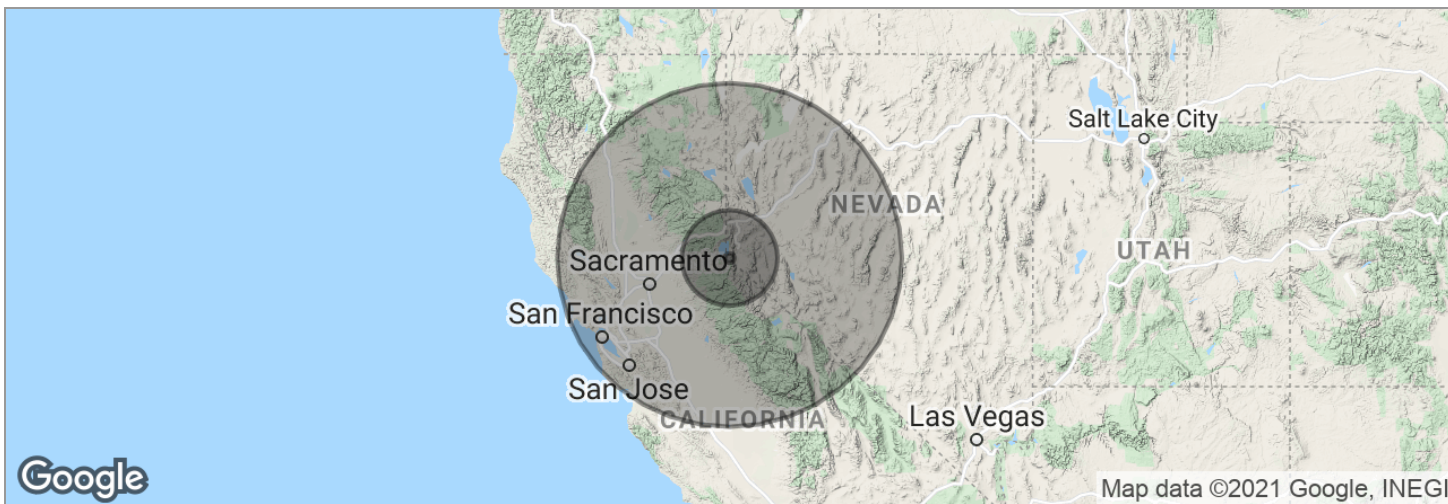 Salt Lake City
NEVADA
UTAH
Sacramento
San Francisco
San Jose
CALIFORNIA
Las Vegas
Google
Map data ©2021 Google, INEGI